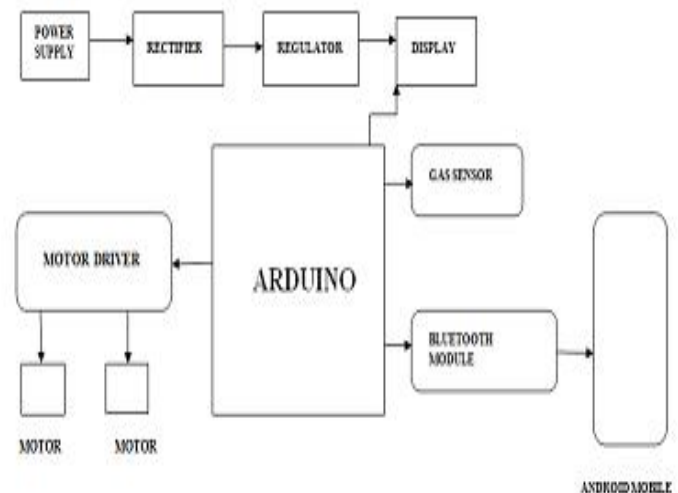 POWER
SUPPLY
RECTIFIER
REGULATOR
DISPLAY
GAS SENSOR
MOTOR DRIVER
ARDUINO
BLUETOOTH
MODULE
MOTOR
MOTOR
ANDROID MOBILE